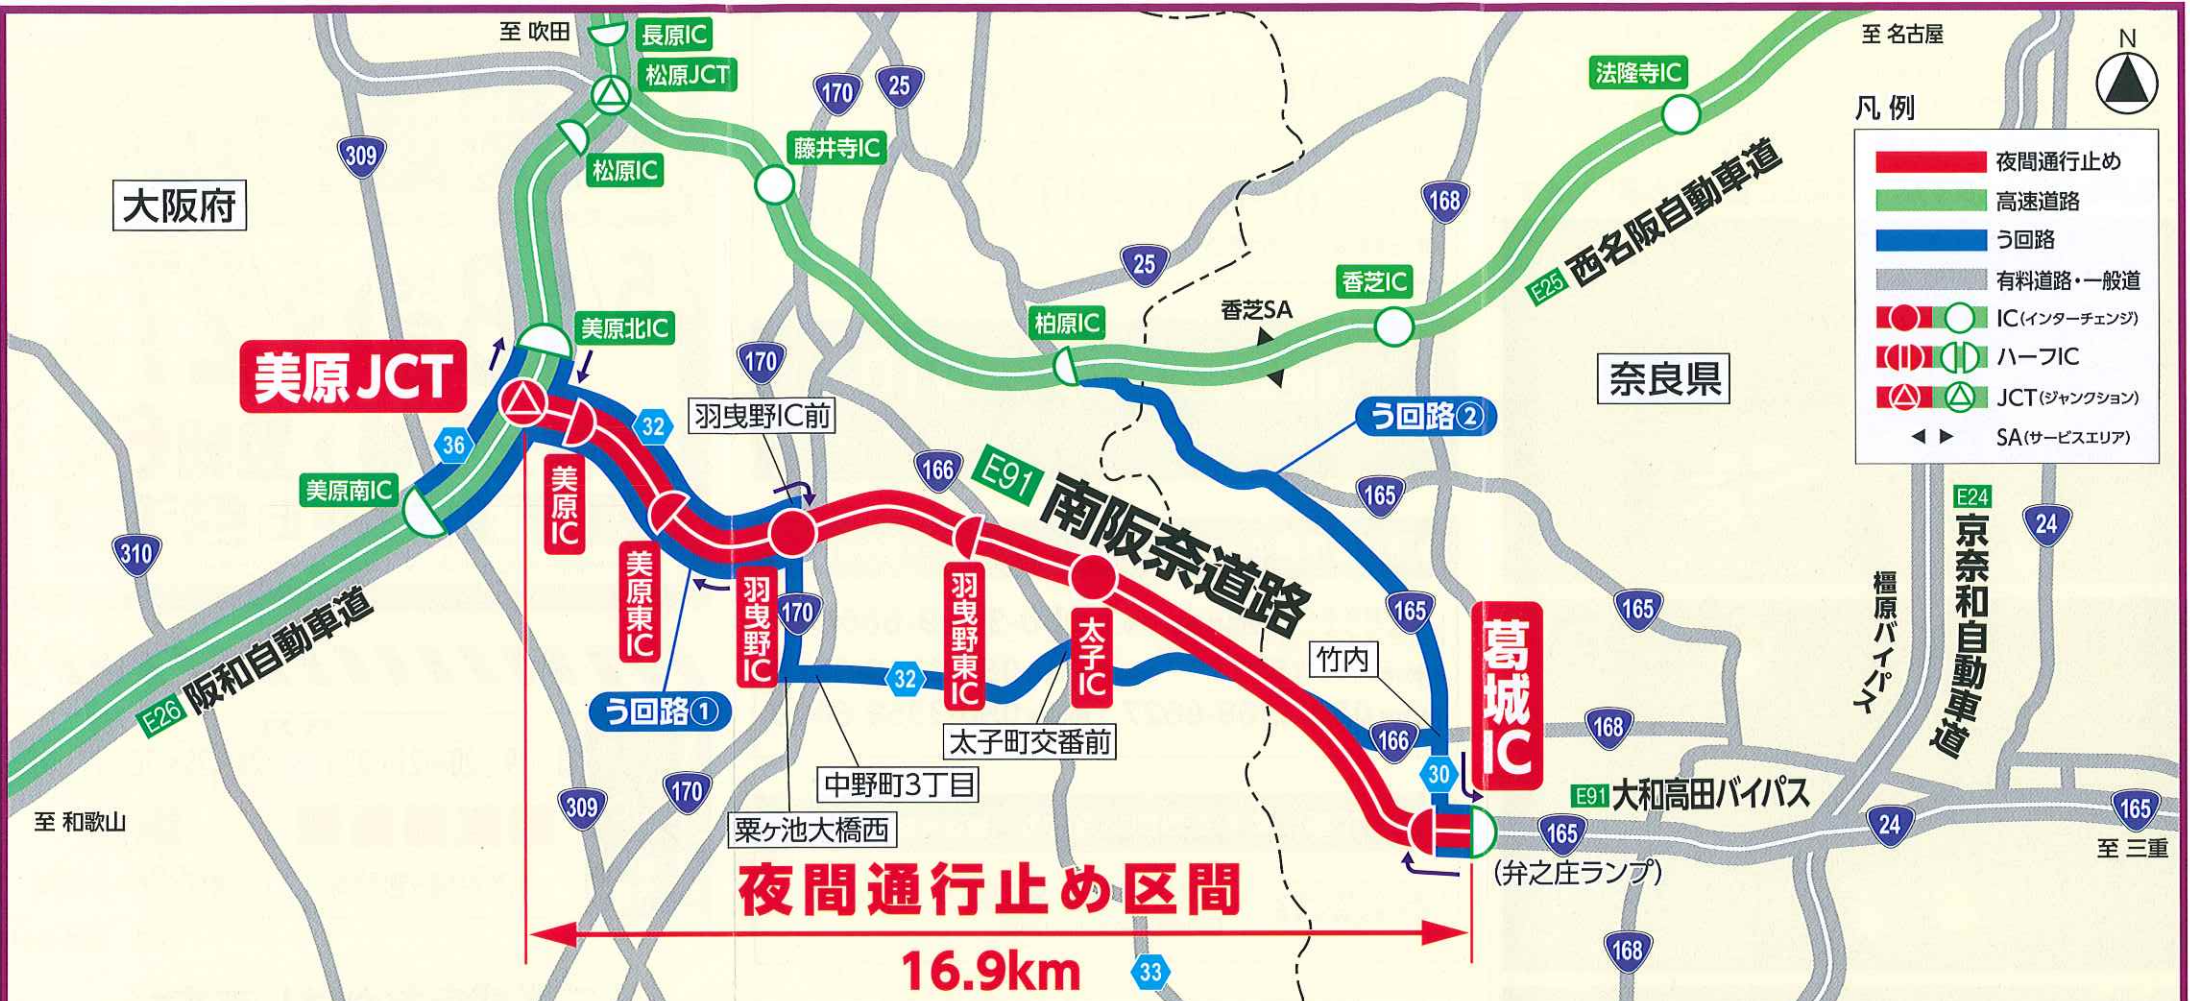 至 吹田
長原IC
松原JCT
松原IC
藤井寺IC
170
25
309
大阪府
法隆寺IC
至 名古屋
N
凡 例
夜間通行止め
高速道路
う回路
有料道路・一般道
IC(インターチェンジ)
ハーフIC
JCT(ジャンクション)
SA(サービスエリア)
168
25
E25 西名阪自動車道
香芝IC
香芝SA
柏原IC
奈良県
美原北IC
美原JCT
170
羽曳野IC前
32
36
美原南IC
う回路②
166
E91 南阪奈道路
165
310
美原IC
美原東IC
羽曳野IC
170
羽曳野東IC
太子IC
165
165
E24 京奈和自動車道
24
橿原バイパス
葛城IC
竹内
E26 阪和自動車道
う回路①
32
太子町交番前
166
168
30
中野町3丁目
170
309
粟ヶ池大橋西
E91 大和高田バイパス
165
24
165
至 和歌山
至 三重
(弁之庄ランプ)
夜間通行止め区間
16.9km
33
168